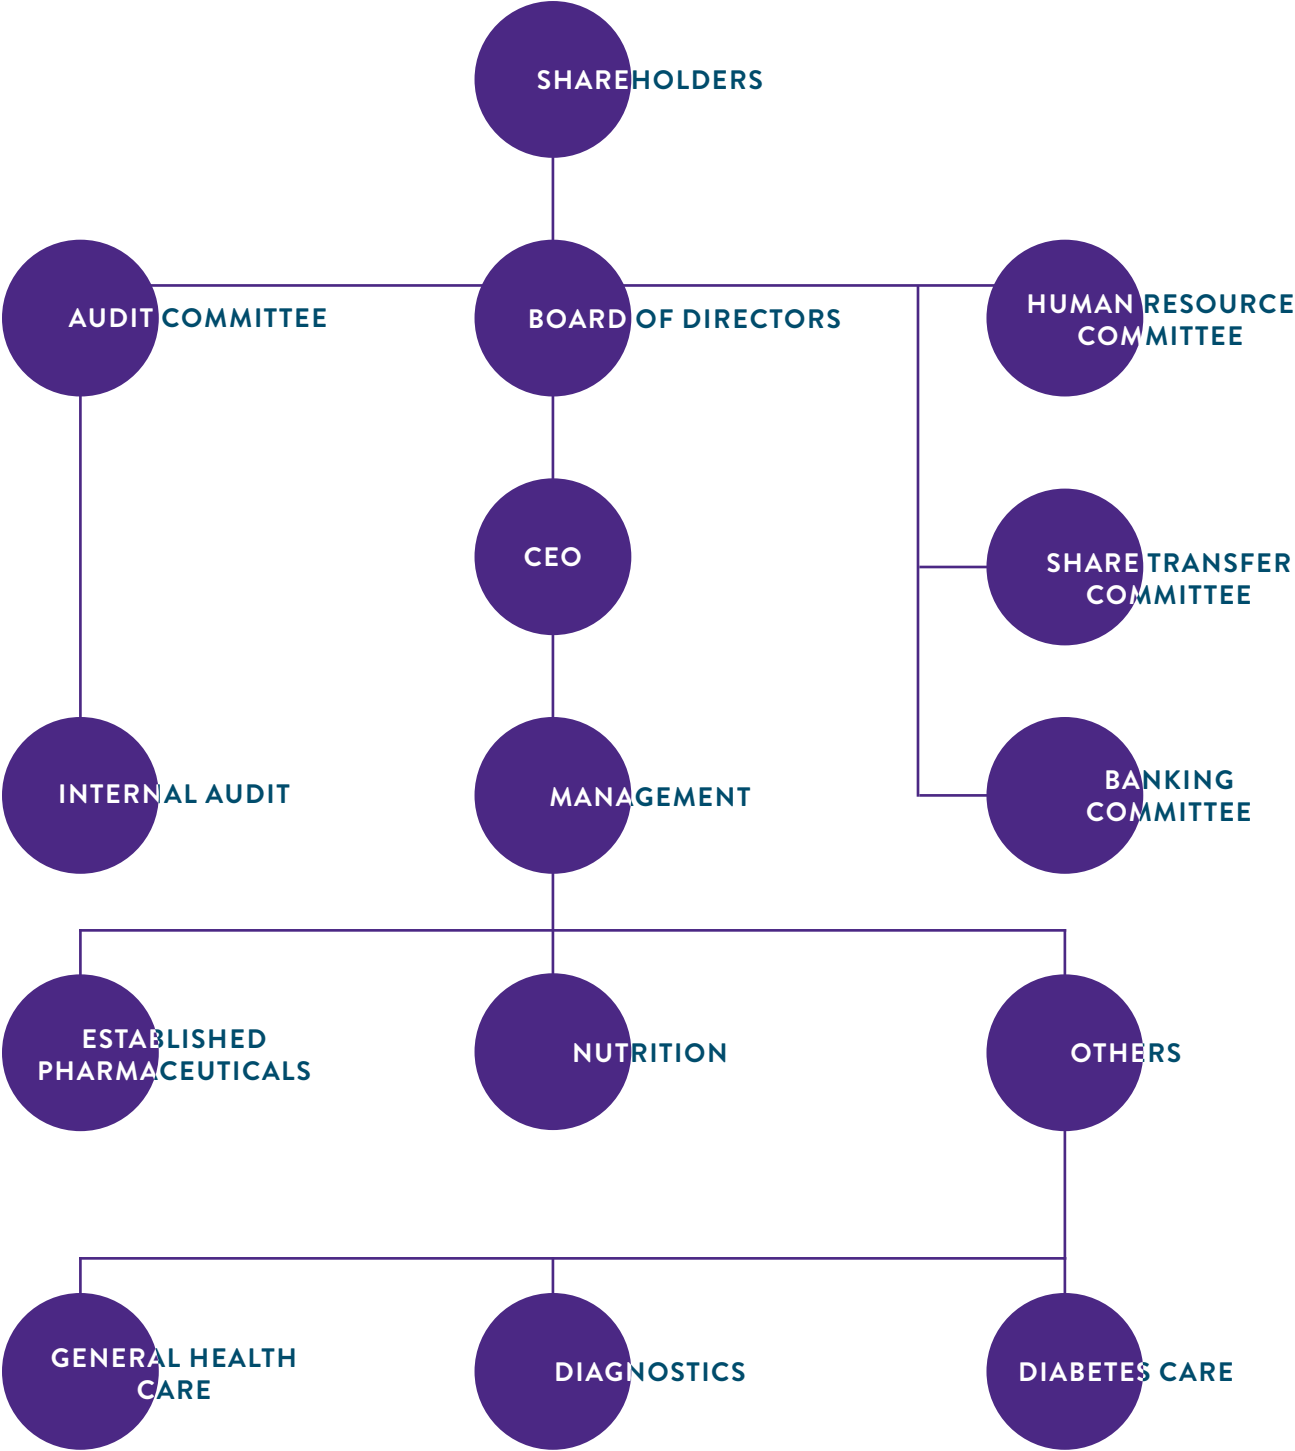 SHAREHOLDERS
AUDIT COMMITTEE
BOARD OF DIRECTORS
HUMAN RESOURCE
COMMITTEE
CEO
SHARE TRANSFER
COMMITTEE
INTERNAL AUDIT
MANAGEMENT
BANKING
COMMITTEE
ESTABLISHED
PHARMACEUTICALS
NUTRITION
OTHERS
GENERAL HEALTH
CARE
DIAGNOSTICS
DIABETES CARE